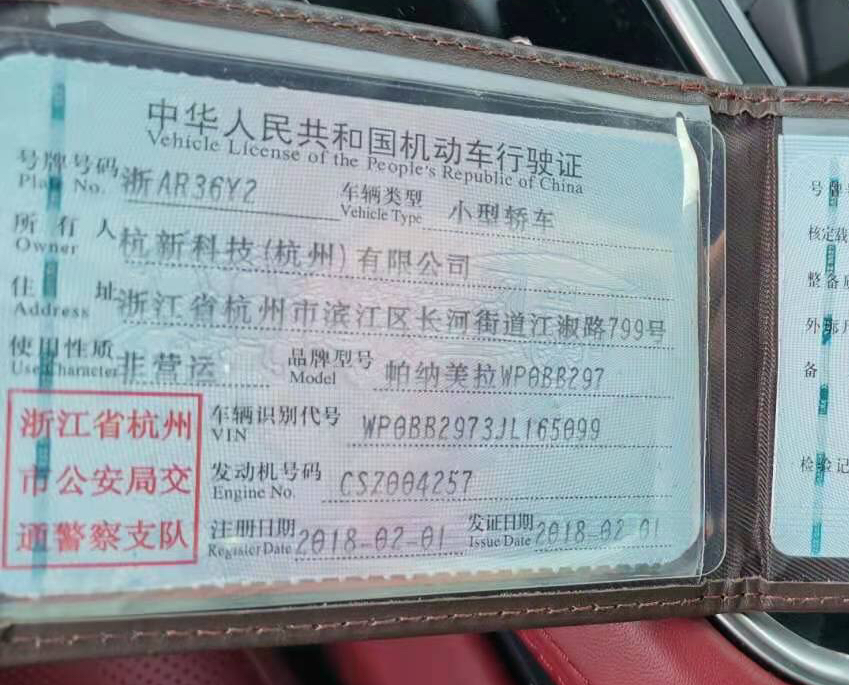 中华人民共和国机动车行驶证
Vehicle License of the People's Republic of China
号牌号码 浙AR36Y2 车辆类型 小型轿车
Plate No. Vehicle Type
所有人 杭新科技(杭州)有限公司
Owner
住址 浙江省杭州市滨江区长河街道江淑路799号
Address
使用性质 非营运 品牌型号 帕纳美拉WP0BB297
Use Character Model
浙江省杭州
市公安局交
通警察支队
车辆识别代号 WP0BB2973JL165099
VIN
发动机号码 CSZ004257
Engine No.
注册日期 2018-02-01 发证日期 2018-02-01
Register Date Issue Date
号牌
核定载
整备质
外廓尺
备
检验记